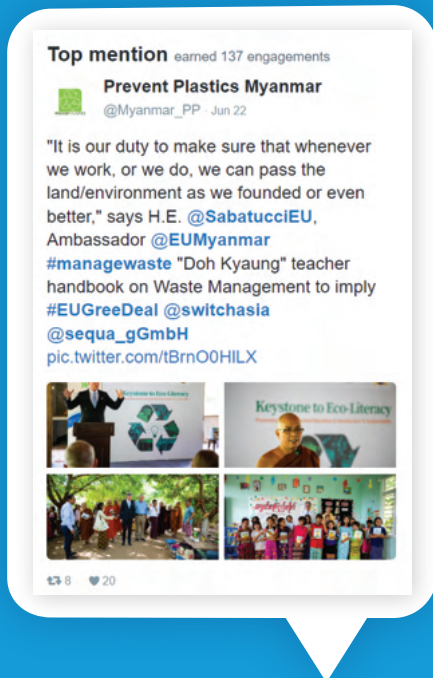 Top mention earned 137 engagements
Prevent Plastics Myanmar
@Myanmar_PP · Jun 22
"It is our duty to make sure that whenever
we work, or we do, we can pass the
land/environment as we founded or even
better," says H.E. @SabatucciEU,
Ambassador @EUMyanmar
#managewaste "Doh Kyaung" teacher
handbook on Waste Management to imply
#EUGreeDeal @switchasia
@sequa_gGmbH
pic.twitter.com/tBrnO0HILX
Keystone to Eco-Literacy
Keystone to Eco-Literacy
8 20